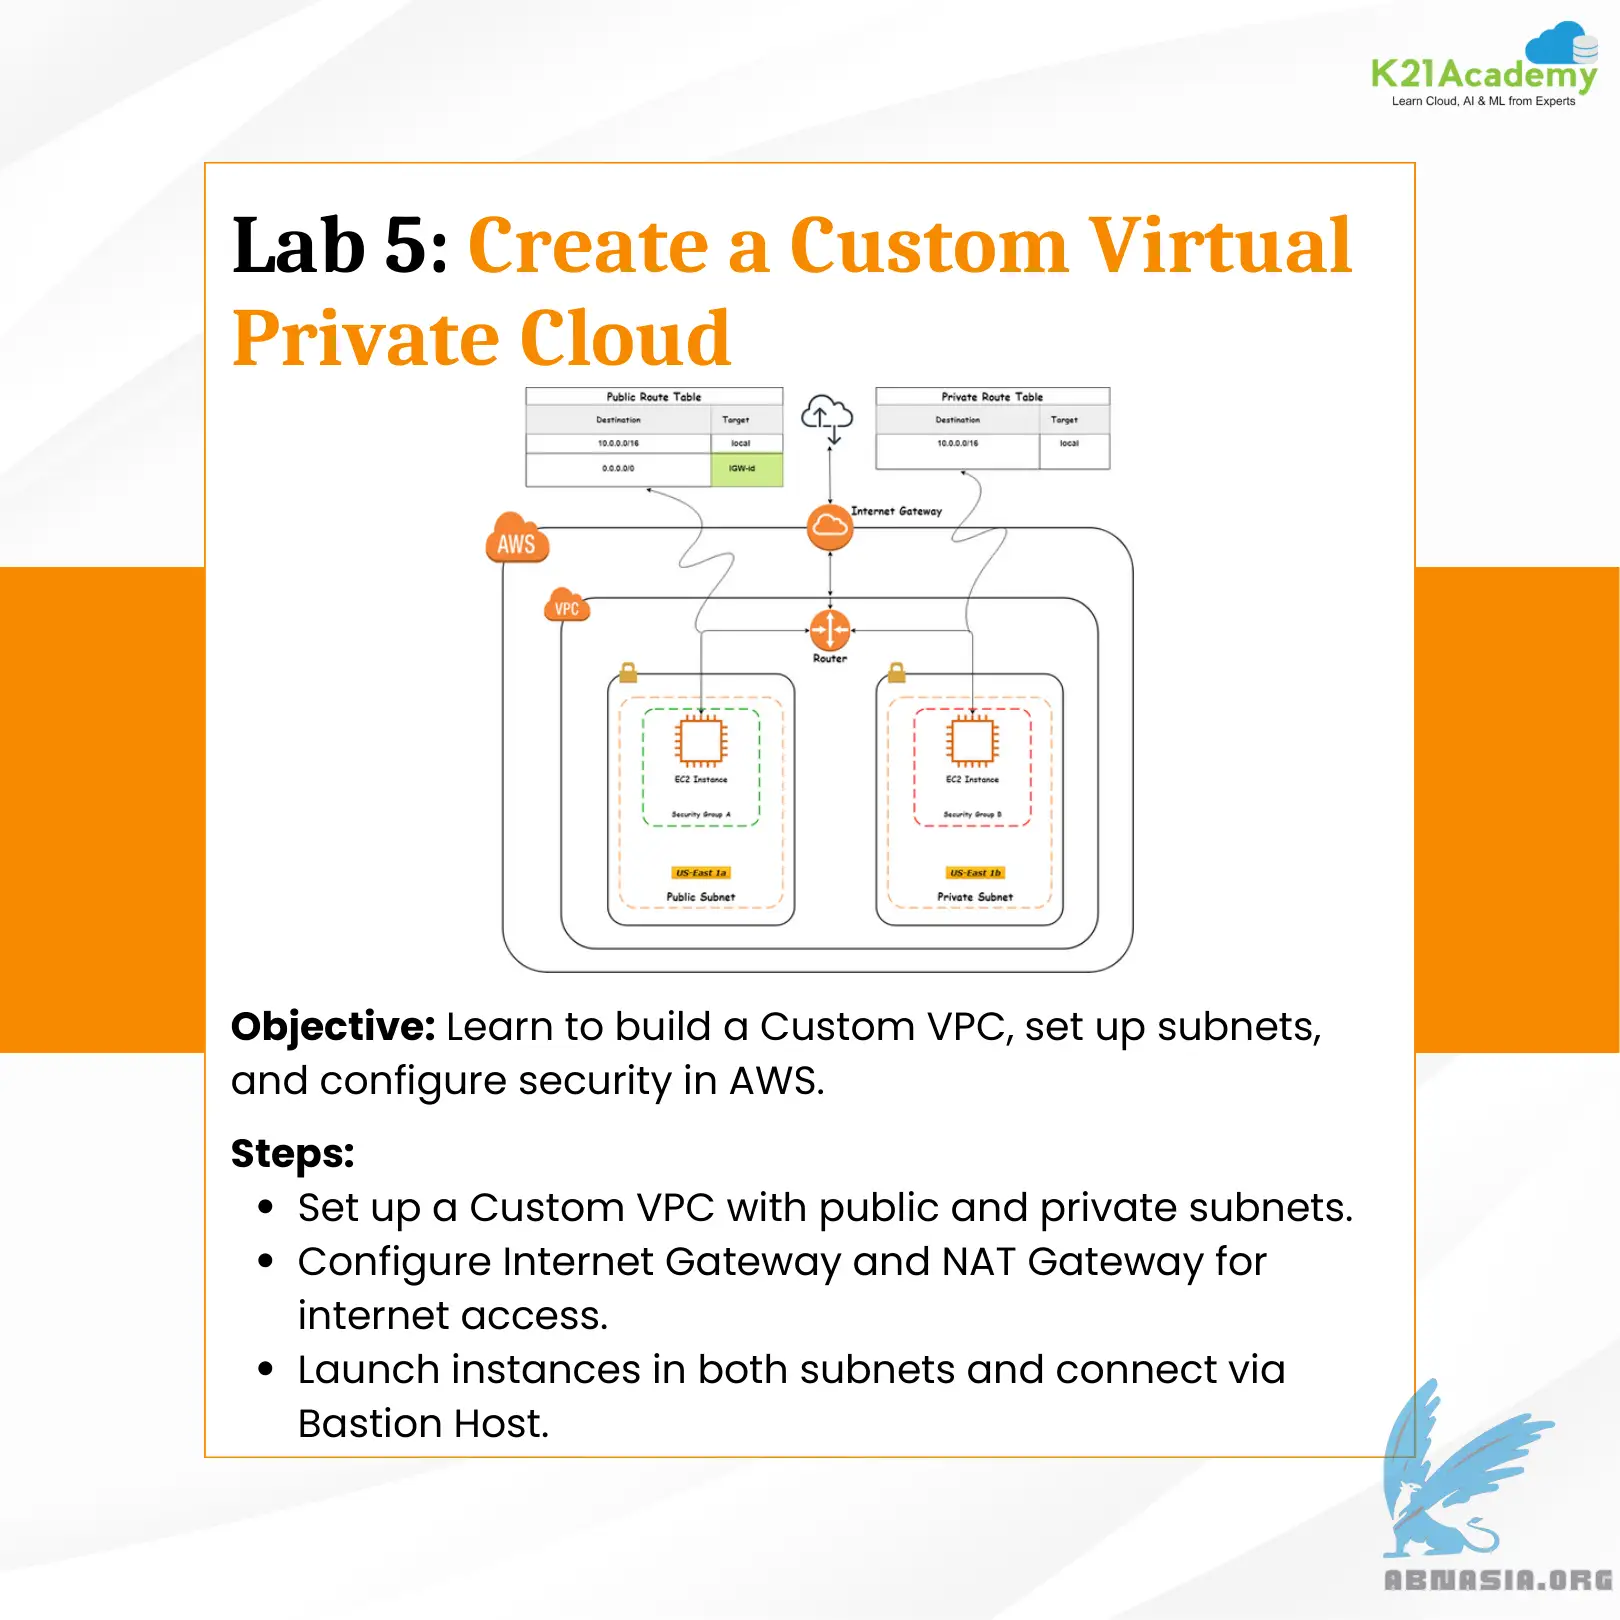 K21Academy
Learn Cloud, AI & ML from Experts
Lab 5: Create a Custom Virtual
Private Cloud
Public Route Table
Destination Target
10.0.0.0/16 local
0.0.0.0/0 IGW-id
Private Route Table
Destination Target
10.0.0.0/16 local
Internet Gateway
AWS
VPC
Router
EC2 Instance
Security Group A
US-East 1a
Public Subnet
EC2 Instance
Security Group B
US-East 1b
Private Subnet
Objective: Learn to build a Custom VPC, set up subnets,
and configure security in AWS.
Steps:
• Set up a Custom VPC with public and private subnets.
• Configure Internet Gateway and NAT Gateway for
internet access.
• Launch instances in both subnets and connect via
Bastion Host.
ABNASIA.ORG